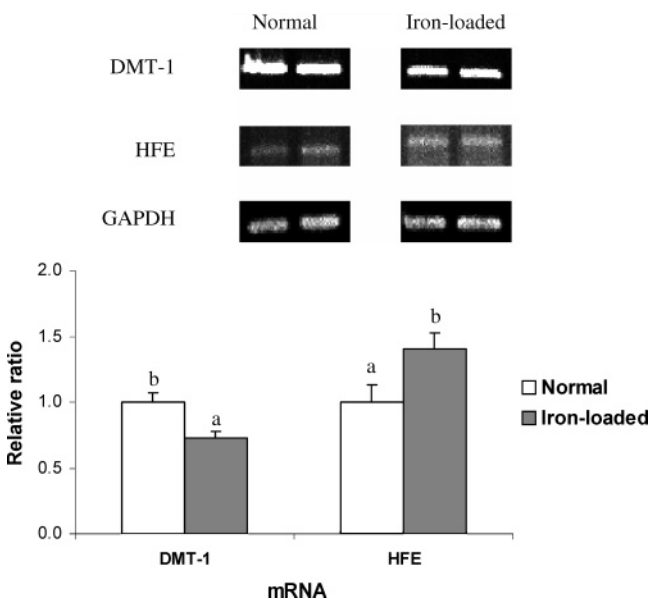 Normal Iron-loaded
DMT-1
HFE
GAPDH
2.0
1.5
1.0
0.5
0.0
Relative ratio
b
a
a
b
Normal
Iron-loaded
DMT-1 HFE
mRNA